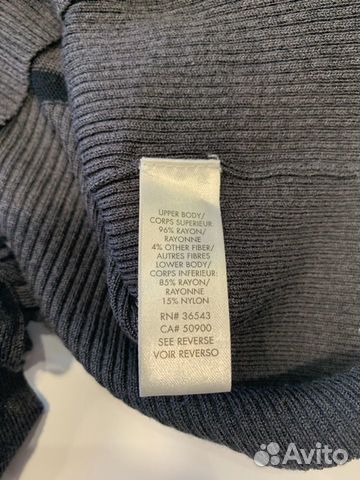 UPPER BODY/
CORPS SUPERIEUR:
96% RAYON/
RAYONNE
4% OTHER FIBER/
AUTRES FIBRES
LOWER BODY/
CORPS INFERIEUR:
85% RAYON/
RAYONNE
15% NYLON
RN# 36543
CA# 50900
SEE REVERSE
VOIR REVERSO
Avito